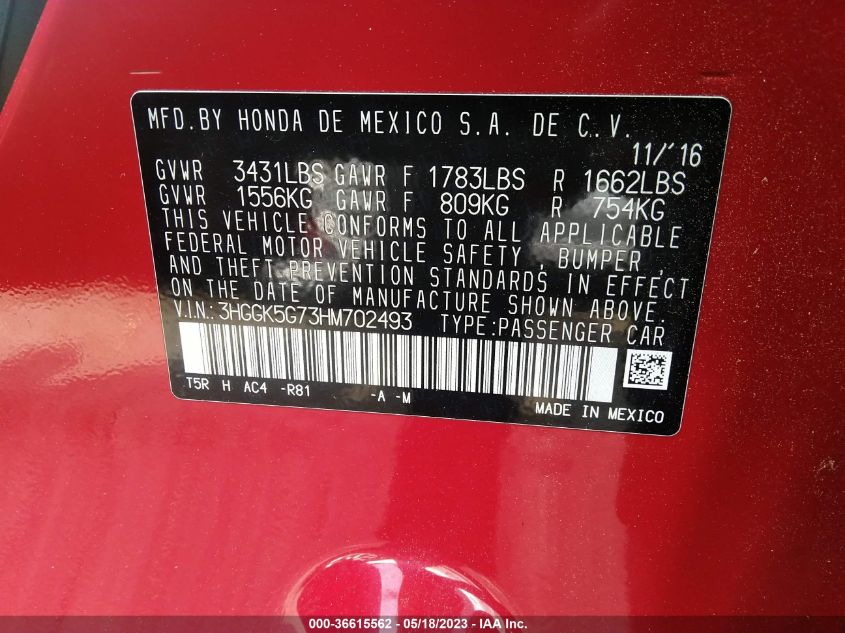 MFD.BY HONDA DE MEXICO S.A. DE C.V.
11/'16
GVWR 3431LBS GAWR F 1783LBS R 1662LBS
GVWR 1556KG GAWR F 809KG R 754KG
THIS VEHICLE CONFORMS TO ALL APPLICABLE
FEDERAL MOTOR VEHICLE SAFETY, BUMPER,
AND THEFT PREVENTION STANDARDS IN EFFECT
ON THE DATE OF MANUFACTURE SHOWN ABOVE.
V.I.N.:3HGGK5G73HM702493 TYPE:PASSENGER CAR
T5R H AC4 -R81 -A -M
MADE IN MEXICO
000-36615562 - 05/18/2023 - IAA Inc.